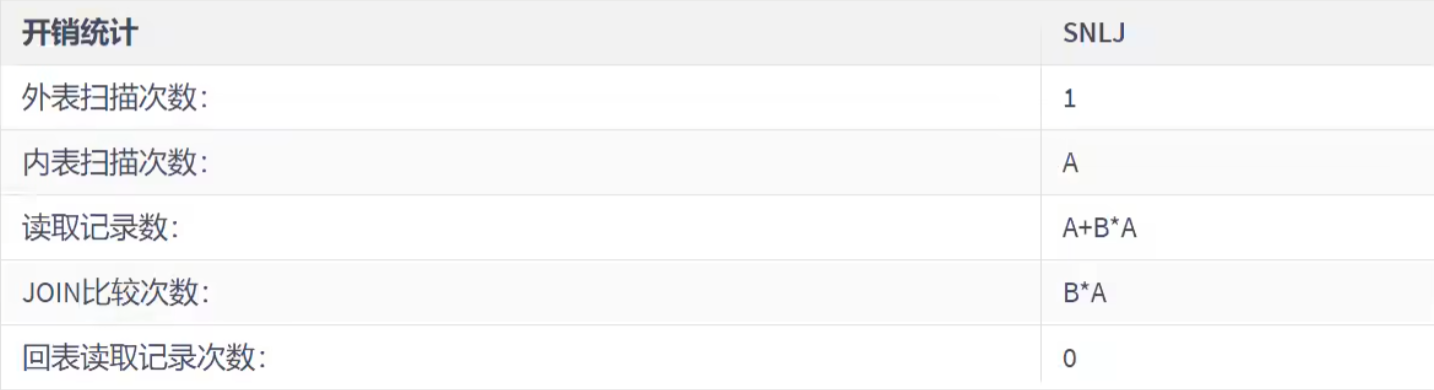 开销统计 SNLJ
外表扫描次数： 1
内表扫描次数： A
读取记录数： A+B*A
JOIN比较次数： B*A
回表读取记录次数： 0